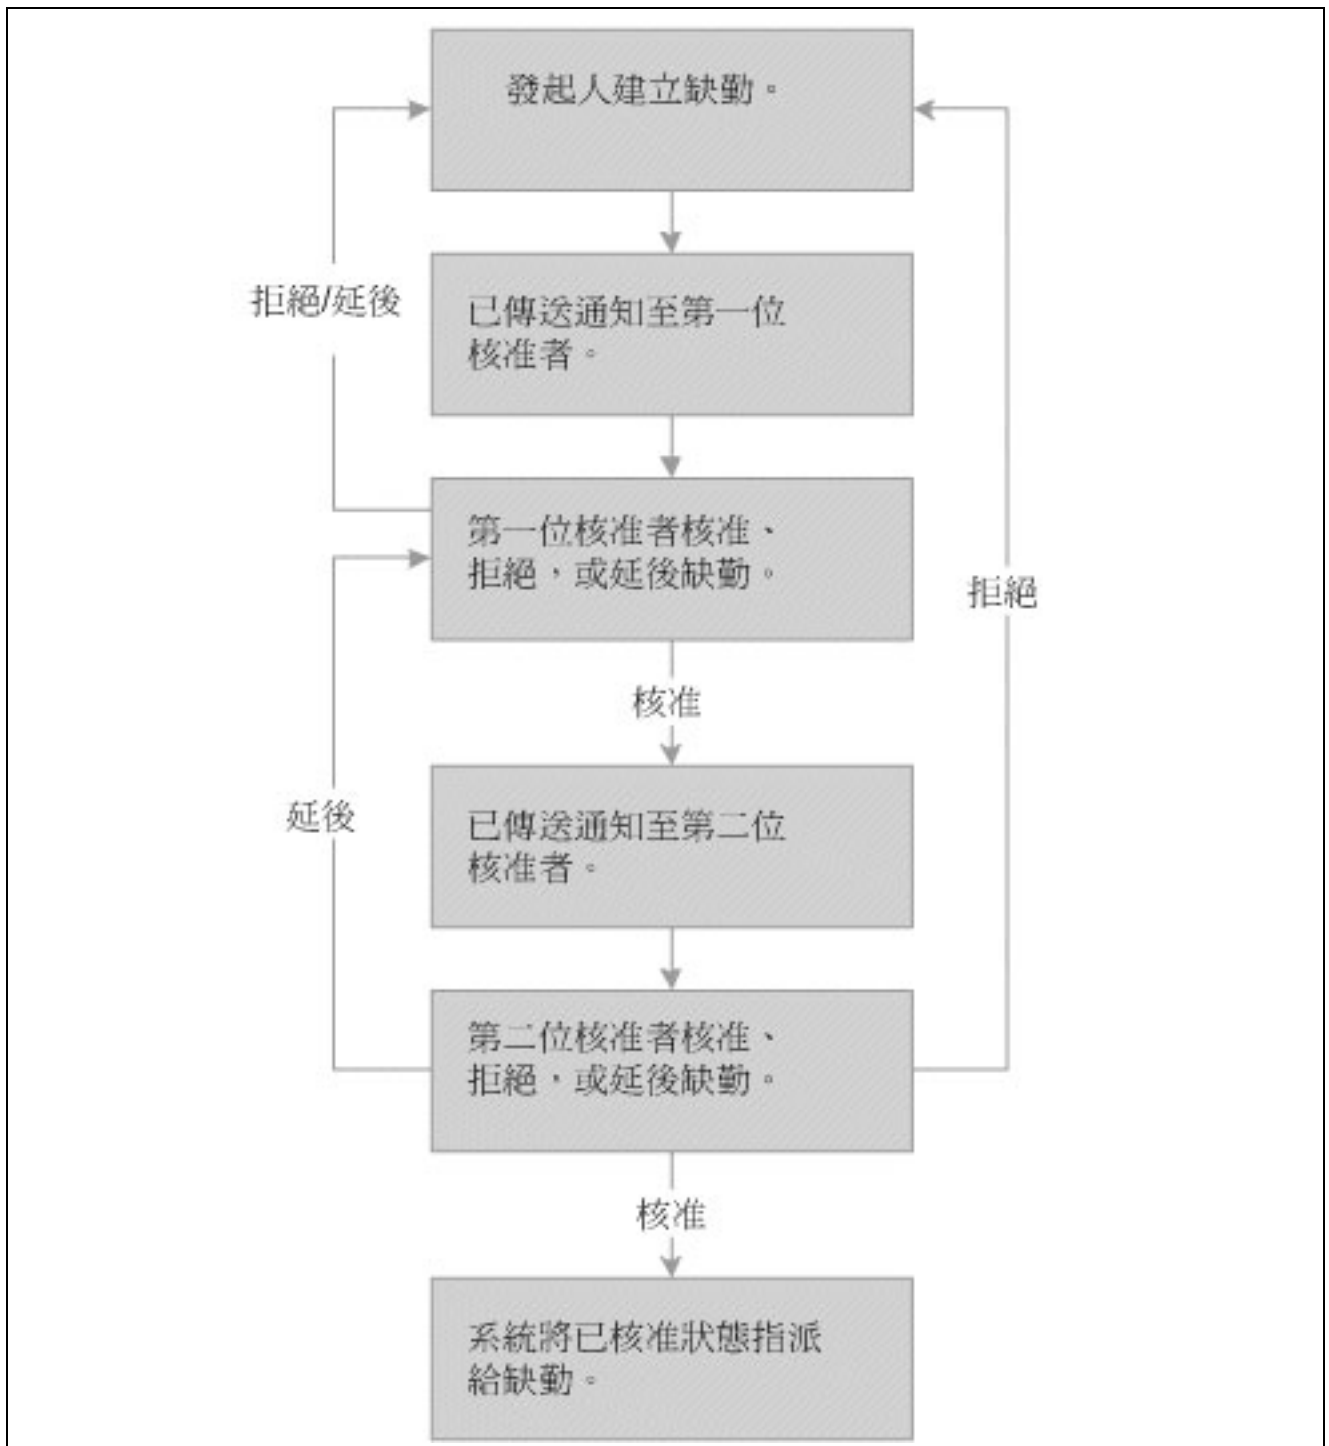 發起人建立缺勤。
已傳送通知至第一位
核准者。
拒絕/延後
第一位核准者核准、
拒絕，或延後缺勤。
拒絕
核准
已傳送通知至第二位
核准者。
延後
第二位核准者核准、
拒絕，或延後缺勤。
核准
系統將已核准狀態指派
給缺勤。